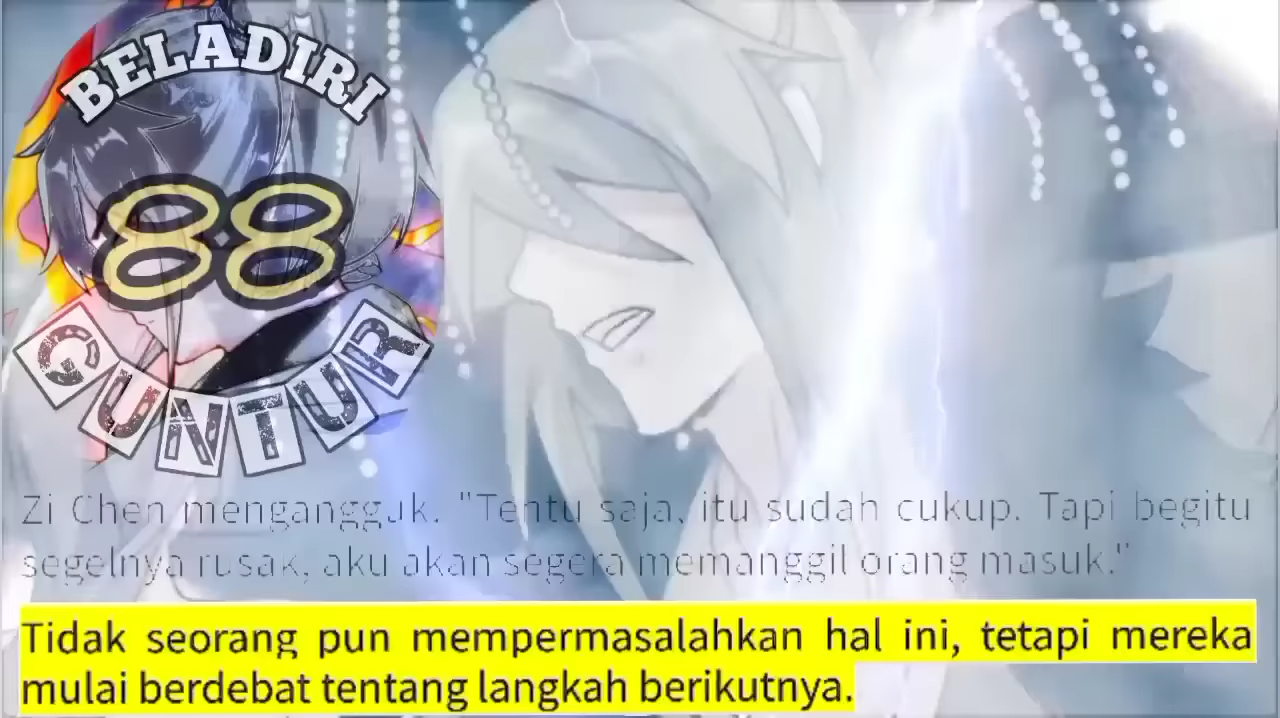 BELADIRI
88
GUNTUR
Zi Chen mengangguk. "Tentu saja, itu sudah cukup. Tapi begitu
segelnya rusak, aku akan segera memanggil orang masuk."
Tidak seorang pun mempermasalahkan hal ini, tetapi mereka
mulai berdebat tentang langkah berikutnya.